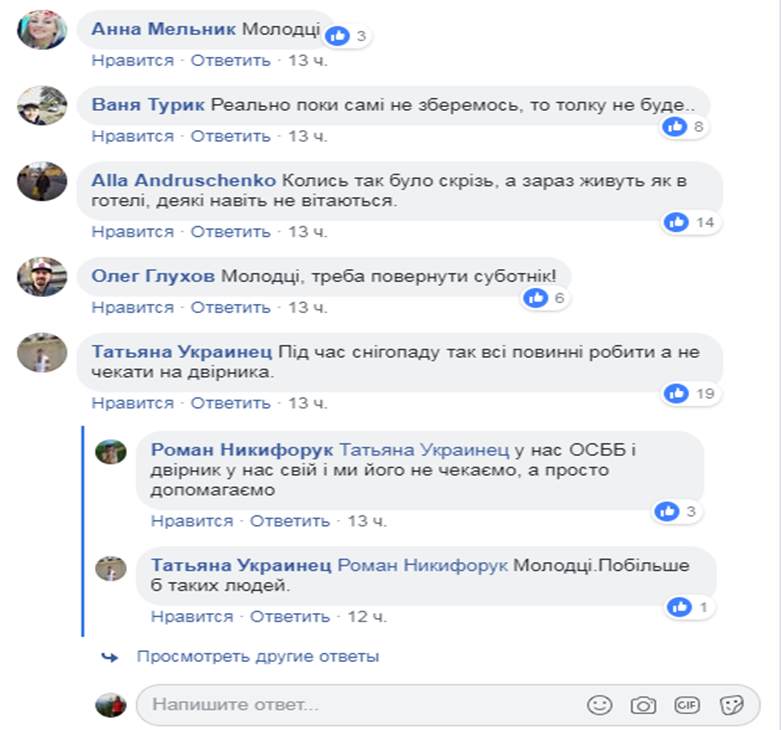 Анна Мельник Молодці
3
Нравится · Ответить · 13 ч.
Ваня Турик Реально поки самі не зберемось, то толку не буде..
8
Нравится · Ответить · 13 ч.
Alla Andruschenko Колись так було скрізь, а зараз живуть як в
готелі, деякі навіть не вітаються.
14
Нравится · Ответить · 13 ч.
Олег Глухов Молодці, треба повернути суботнік!
6
Нравится · Ответить · 13 ч.
Татьяна Украинец Під час снігопаду так всі повинні робити а не
чекати на двірника.
19
Нравится · Ответить · 13 ч.
Роман Никифорук Татьяна Украинец у нас ОСББ і
двірник у нас свій і ми його не чекаємо, а просто
допомагаємо
3
Нравится · Ответить · 13 ч.
Татьяна Украинец Роман Никифорук Молодці.Побільше
б таких людей.
1
Нравится · Ответить · 12 ч.
Просмотреть другие ответы
Напишите ответ... GIF